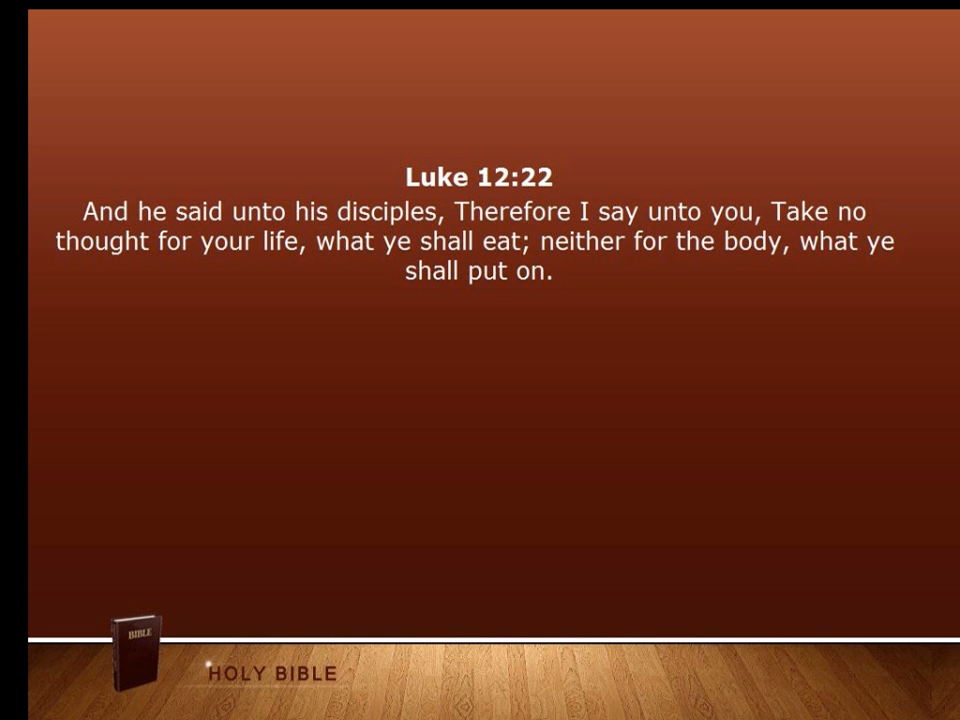 Luke 12:22
And he said unto his disciples, Therefore I say unto you, Take no
thought for your life, what ye shall eat; neither for the body, what ye
shall put on.
BIBLE
HOLY BIBLE